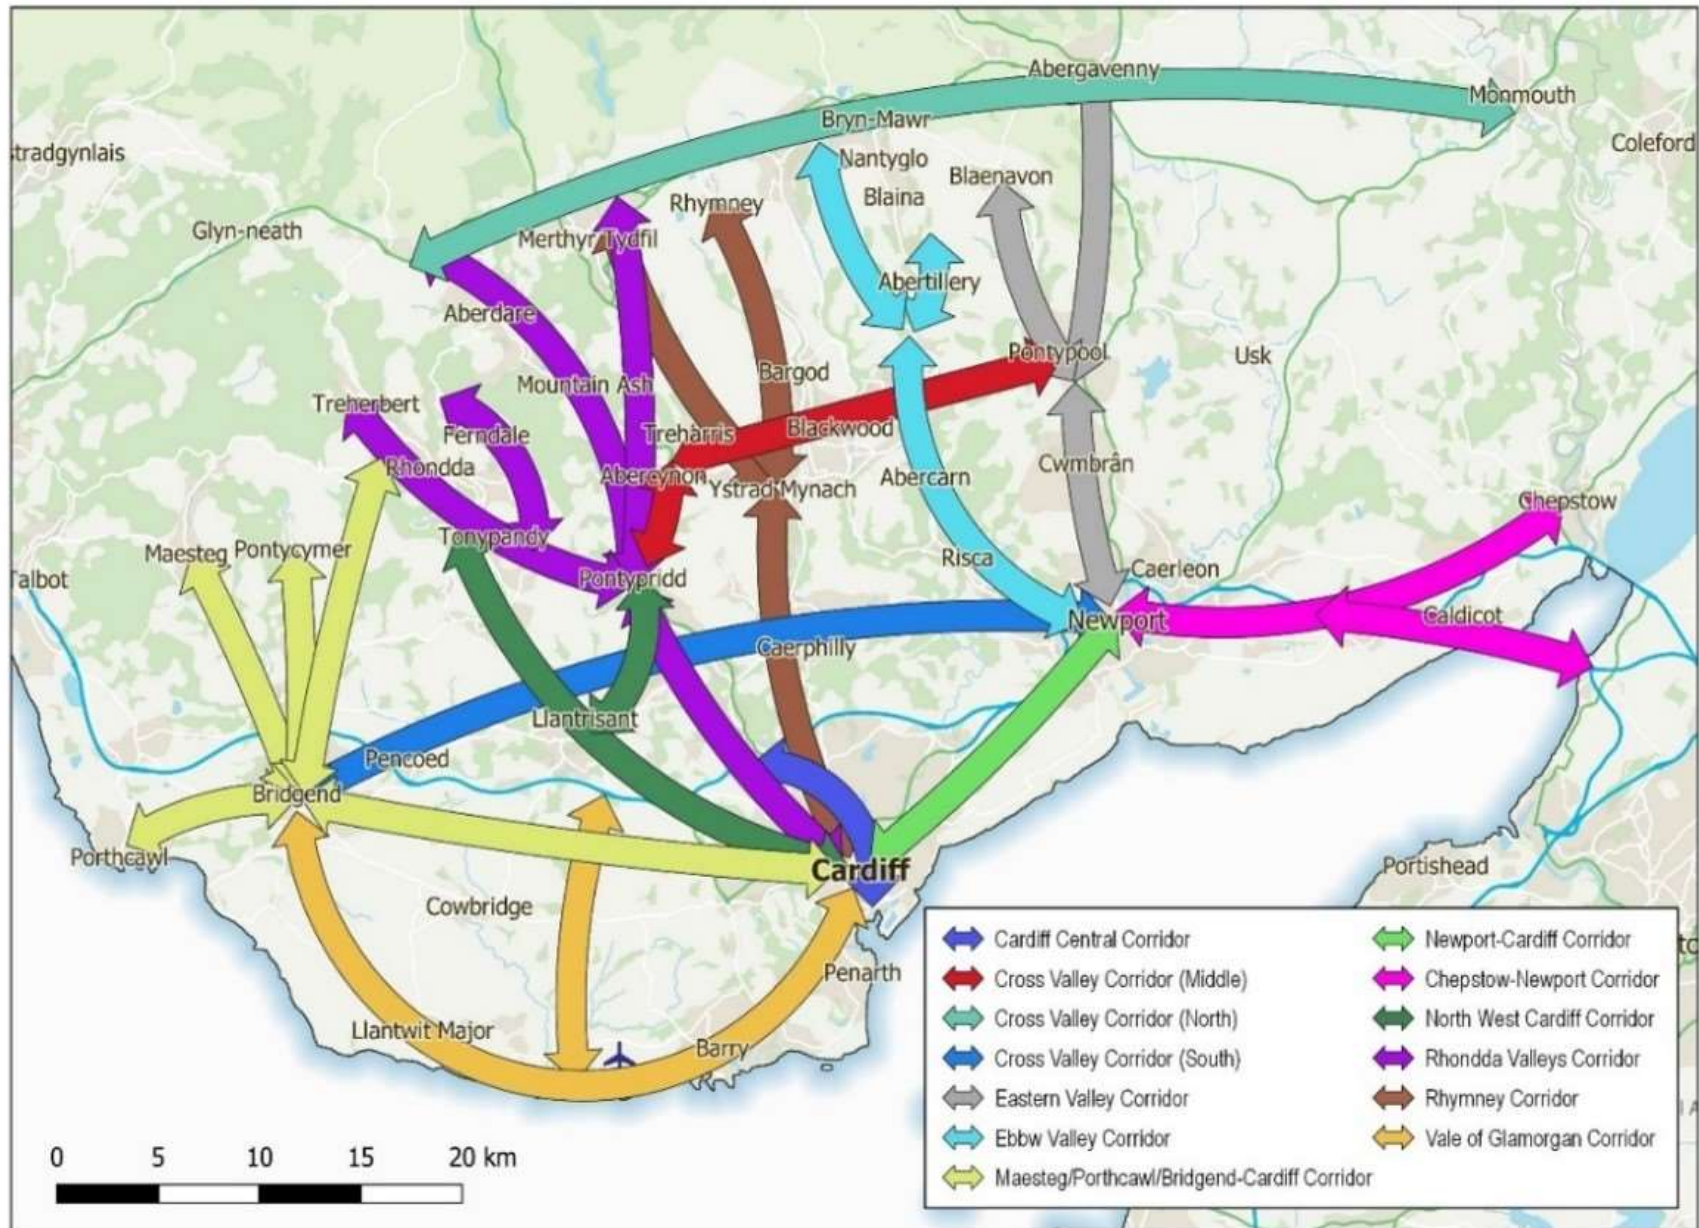 Abergavenny
Monmouth
Bryn-Mawr
Coleford
tradgynlais
Nantyglo
Blaenavon
Blaina
Rhymney
Glyn-neath
Merthyr Tydfil
Abertillery
Aberdare
Pontypool
Usk
Bargod
Mountain Ash
Treherbert
Blackwood
Ferndale
Treharris
Cwmbrân
Rhondda
Abercynon
Abercarn
Ystrad Mynach
Chepstow
Tonypandy
Maesteg
Pontycymer
Risca
Caerleon
Talbot
Pontypridd
Caldicot
Newport
Caerphilly
Llantrisant
Pencoed
Bridgend
Porthcawl
Cardiff
Portishead
Cowbridge
Penarth
Llantwit Major
Barry
0 5 10 15 20 km
Cardiff Central Corridor
Cross Valley Corridor (Middle)
Cross Valley Corridor (North)
Cross Valley Corridor (South)
Eastern Valley Corridor
Ebbw Valley Corridor
Maesteg/Porthcawl/Bridgend-Cardiff Corridor
Newport-Cardiff Corridor
Chepstow-Newport Corridor
North West Cardiff Corridor
Rhondda Valleys Corridor
Rhymney Corridor
Vale of Glamorgan Corridor